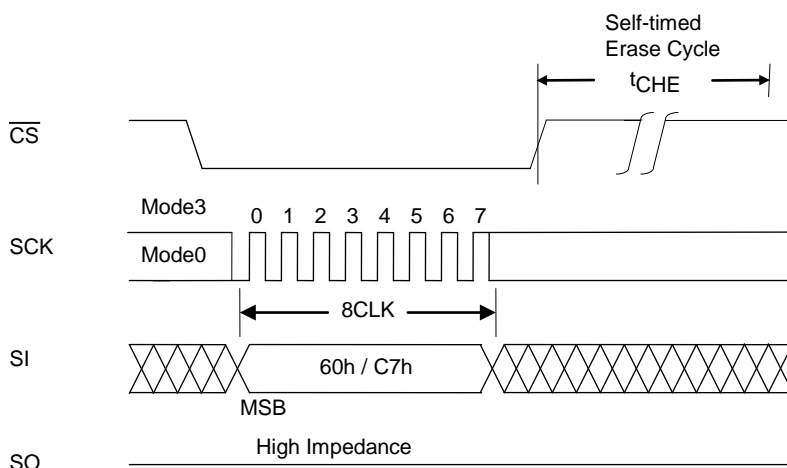 Self-timed
Erase Cycle
tCHE
CS
Mode3
0 1 2 3 4 5 6 7
SCK
Mode0
8CLK
SI
60h / C7h
MSB
High Impedance
SO